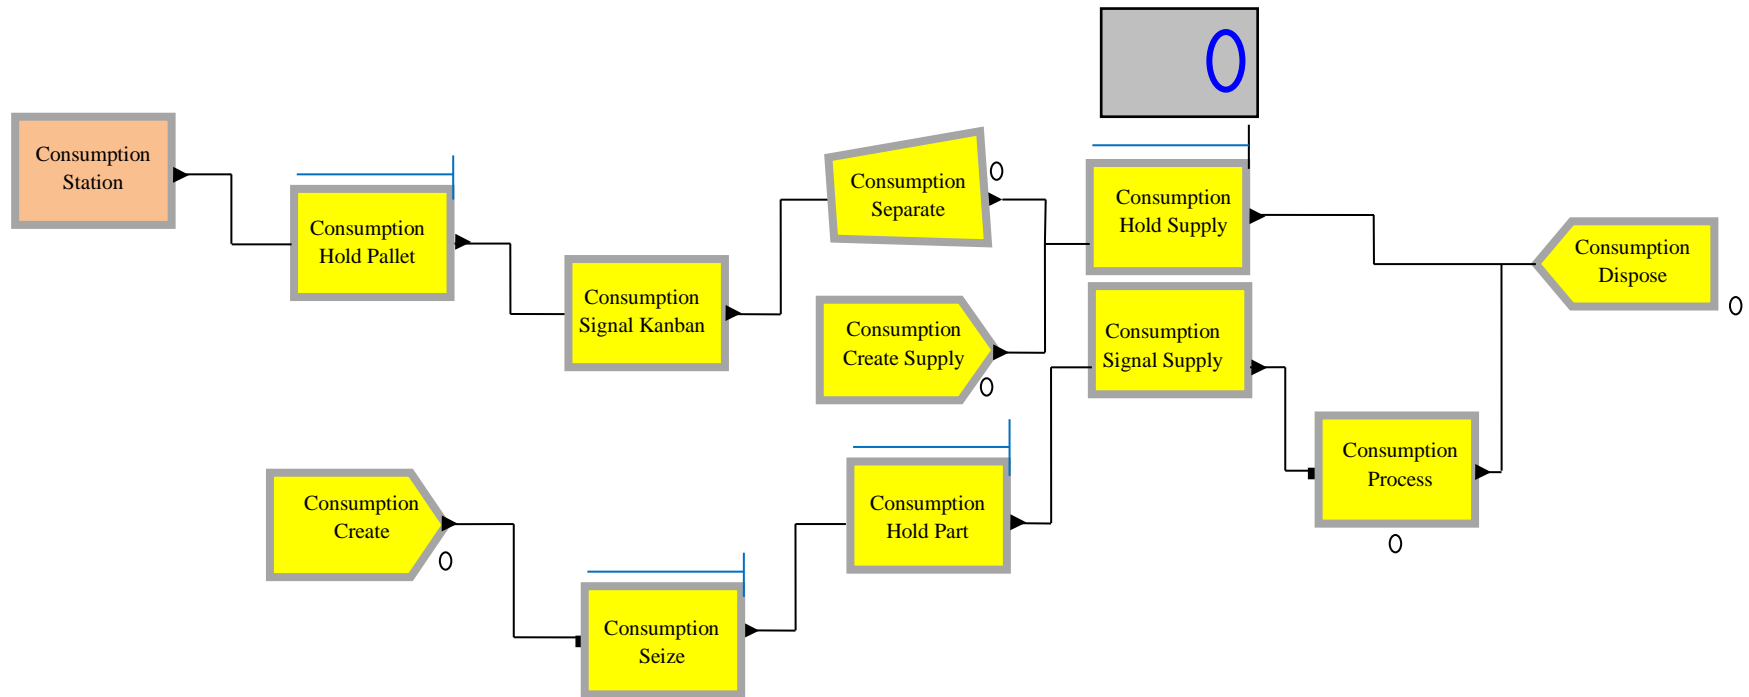 0
Consumption
Station
Consumption
Hold Pallet
Consumption
Signal Kanban
Consumption
Separate
0
Consumption
Create Supply
0
Consumption
Hold Supply
Consumption
Signal Supply
Consumption
Dispose
0
Consumption
Process
0
Consumption
Create
0
Consumption
Seize
Consumption
Hold Part